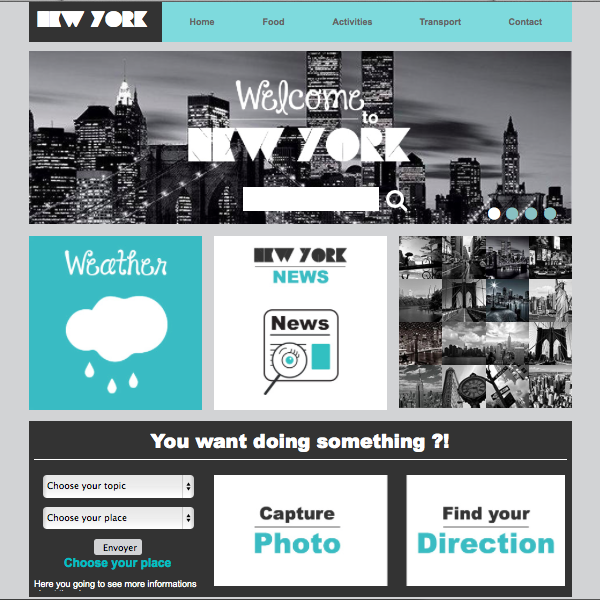 NEW YORK
Home Food Activities Transport Contact
Welcome
to
NEW YORK
Weather
NEW YORK
NEWS
News
You want doing something ?!
Choose your topic
Choose your place
Envoyer
Choose your place
Here you going to see more informations
Capture
Photo
Find your
Direction